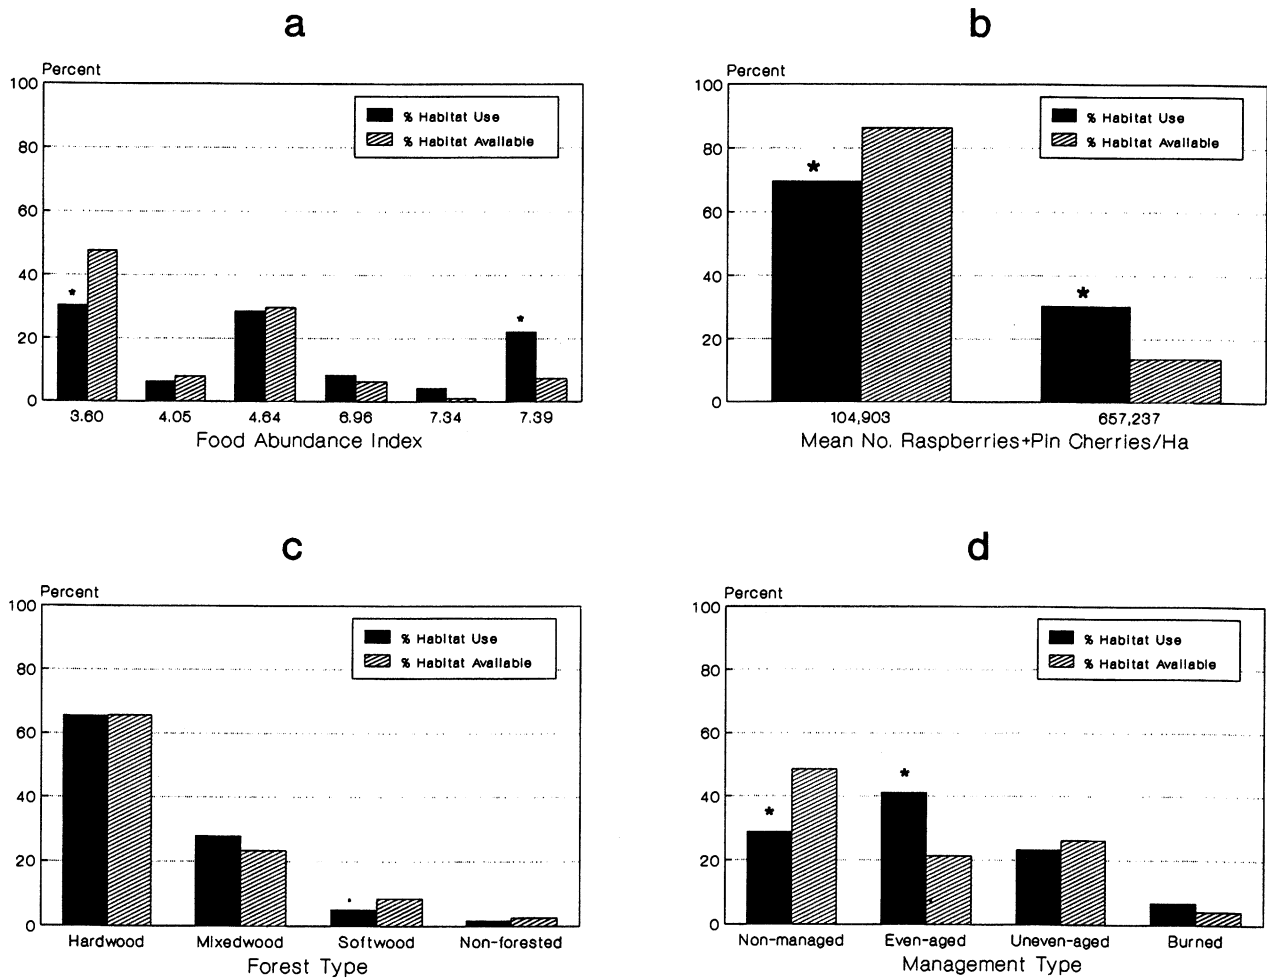 a
Percent
100
80
60
40
20
0
% Habitat Use
% Habitat Available
*
*
3.60 4.05 4.64 6.96 7.34 7.39
Food Abundance Index
b
Percent
100
80
60
40
20
0
% Habitat Use
% Habitat Available
*
*
104,903 657,237
Mean No. Raspberries+Pin Cherries/Ha
c
Percent
100
80
60
40
20
0
% Habitat Use
% Habitat Available
Hardwood Mixedwood Softwood Non-forested
Forest Type
d
Percent
100
80
60
40
20
0
% Habitat Use
% Habitat Available
*
*
Non-managed Even-aged Uneven-aged Burned
Management Type